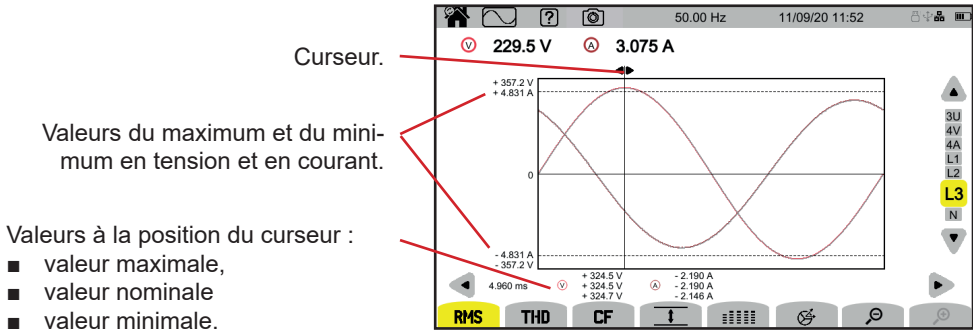 ? 50.00 Hz 11/09/20 11:52
V 229.5 V A 3.075 A
Curseur.
+ 357.2 V
+ 4.831 A
Valeurs du maximum et du mini-
mum en tension et en courant.
3U
4V
4A
L1
L2
L3
N
0
Valeurs à la position du curseur :
■ valeur maximale,
■ valeur nominale
■ valeur minimale.
- 4.831 A
- 357.2 V
+ 324.5 V - 2.190 A
4.960 ms V + 324.5 V A - 2.190 A
+ 324.7 V - 2.146 A
RMS THD CF